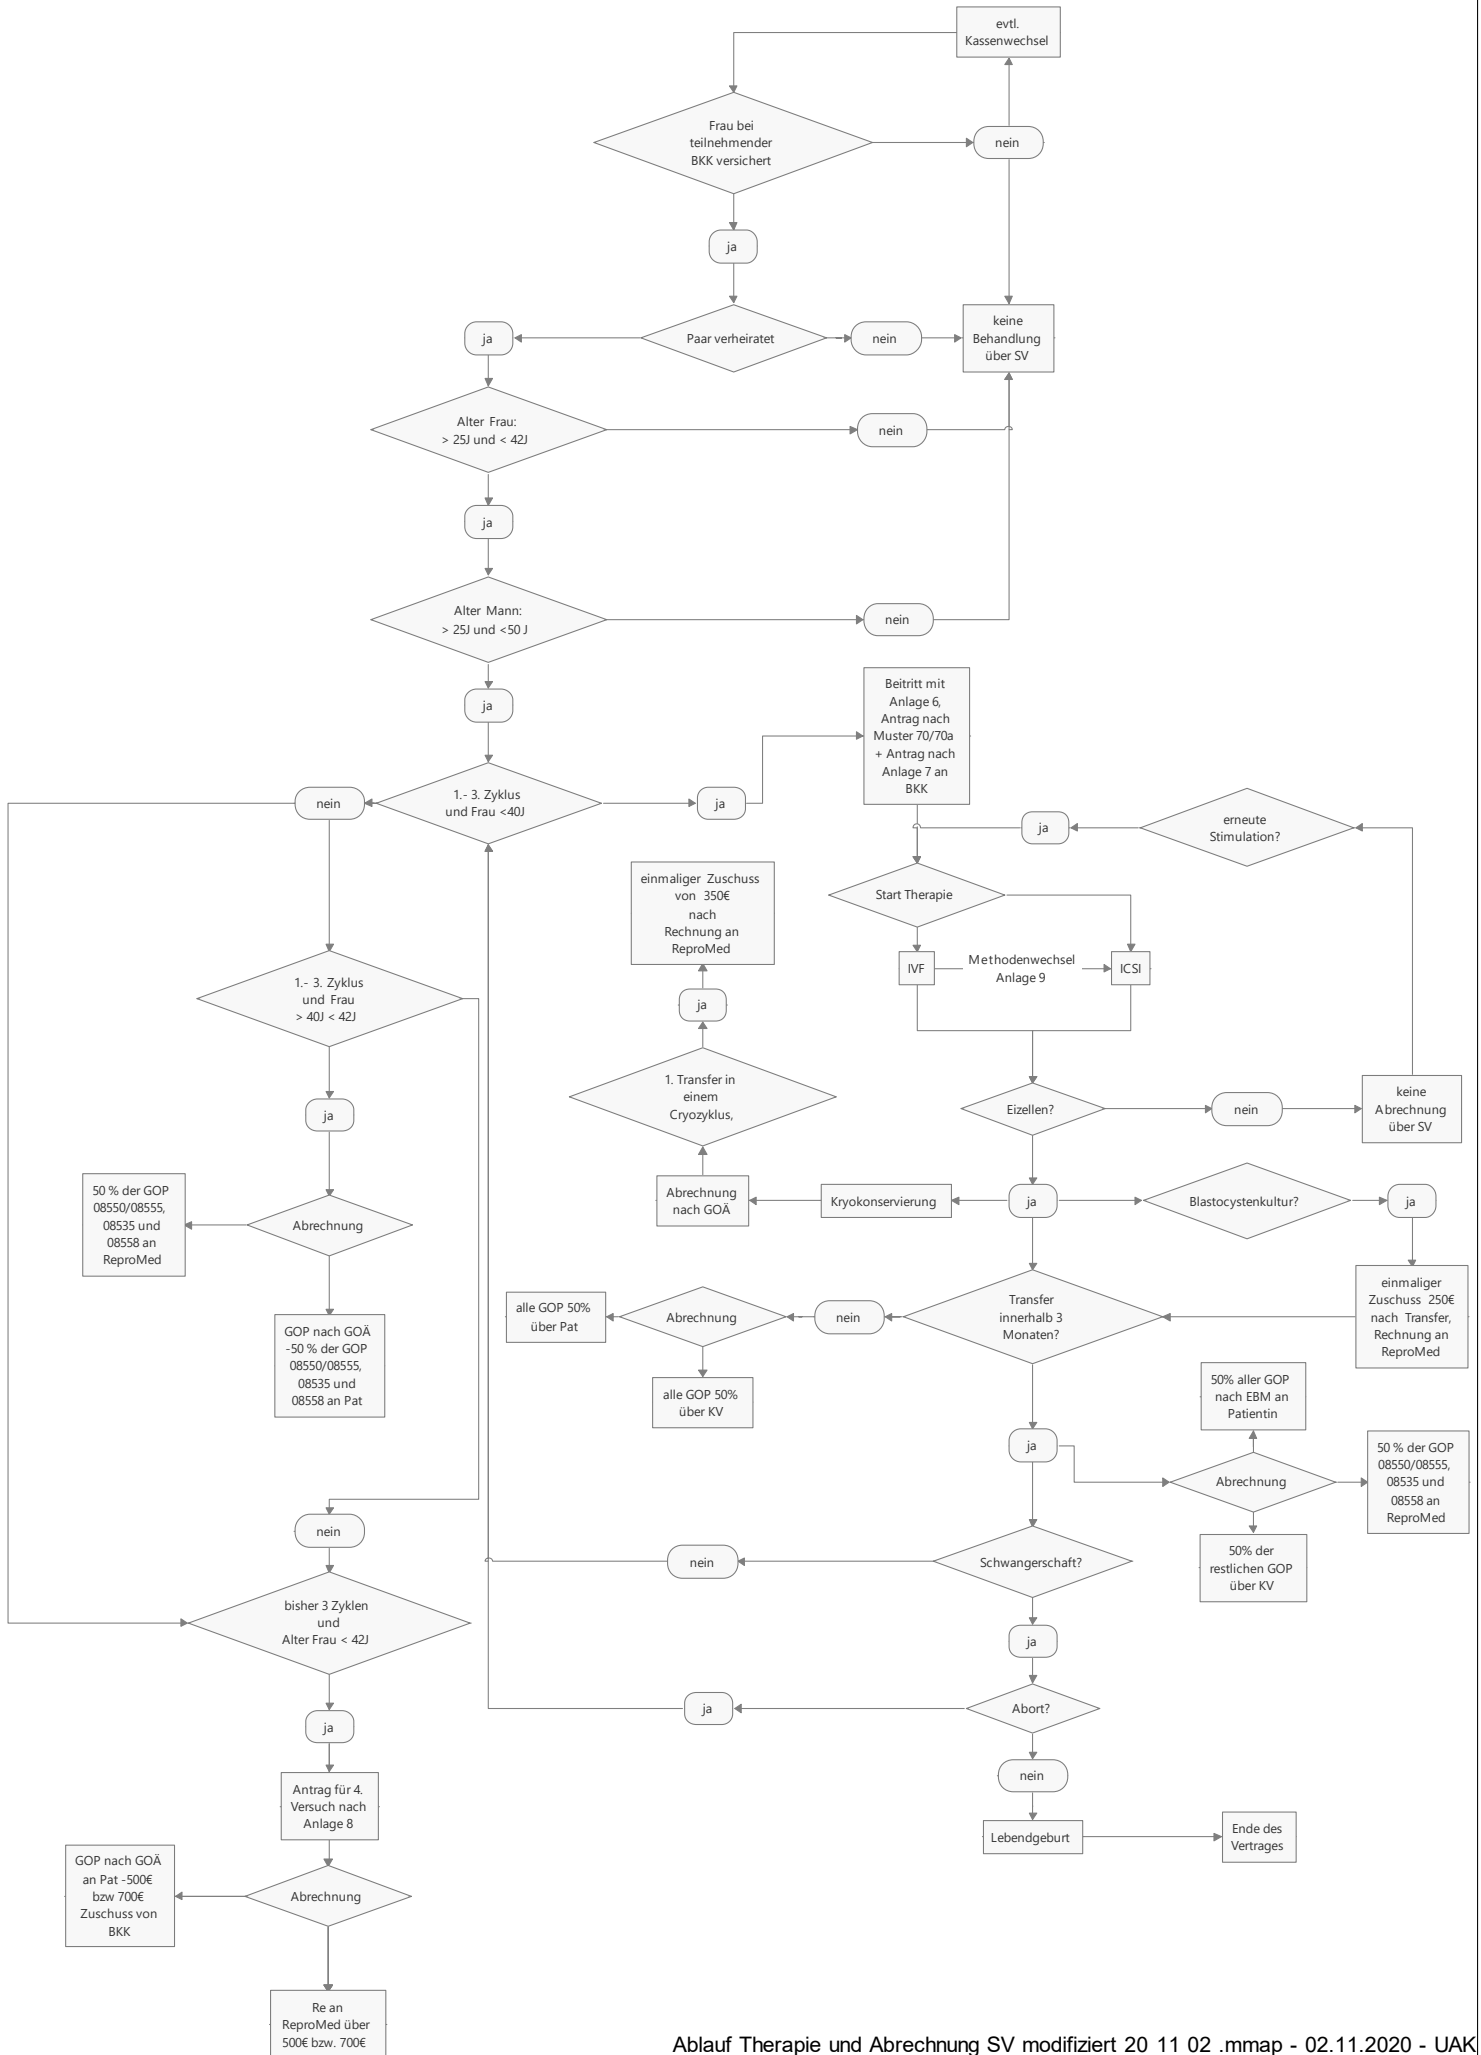 evtl.
Kassenwechsel
Frau bei
teilnehmender
BKK versichert
nein
ja
keine
Behandlung
über SV
ja
Paar verheiratet
nein
Alter Frau:
> 25J und < 42J
nein
ja
Alter Mann:
> 25J und <50 J
nein
ja
Beitritt mit
Anlage 6,
Antrag nach
Muster 70/70a
+ Antrag nach
Anlage 7 an
BKK
nein
1.- 3. Zyklus
und Frau <40J
ja
ja
erneute
Stimulation?
einmaliger Zuschuss
von 350€
nach
Rechnung an
ReproMed
Start Therapie
IVF
Methodenwechsel
Anlage 9
ICSI
1.- 3. Zyklus
und Frau
> 40J < 42J
ja
1. Transfer in
einem
Cryozyklus,
Eizellen?
nein
keine
Abrechnung
über SV
ja
50 % der GOP
08550/08555,
08535 und
08558 an
ReproMed
Abrechnung
Abrechnung
nach GOÄ
Kryokonservierung
ja
Blastocystenkultur?
ja
GOP nach GOÄ
-50 % der GOP
08550/08555,
08535 und
08558 an Pat
alle GOP 50%
über Pat
Abrechnung
nein
Transfer
innerhalb 3
Monaten?
einmaliger
Zuschuss 250€
nach Transfer,
Rechnung an
ReproMed
alle GOP 50%
über KV
50% aller GOP
nach EBM an
Patientin
ja
Abrechnung
50 % der GOP
08550/08555,
08535 und
08558 an
ReproMed
50% der
restlichen GOP
über KV
nein
nein
Schwangerschaft?
bisher 3 Zyklen
und
Alter Frau < 42J
ja
ja
Abort?
ja
nein
Antrag für 4.
Versuch nach
Anlage 8
Lebendgeburt
Ende des
Vertrages
GOP nach GOÄ
an Pat -500€
bzw 700€
Zuschuss von
BKK
Abrechnung
Re an
ReproMed über
500€ bzw. 700€
Ablauf Therapie und Abrechnung SV modifiziert 20 11 02 .mmap - 02.11.2020 - UAK